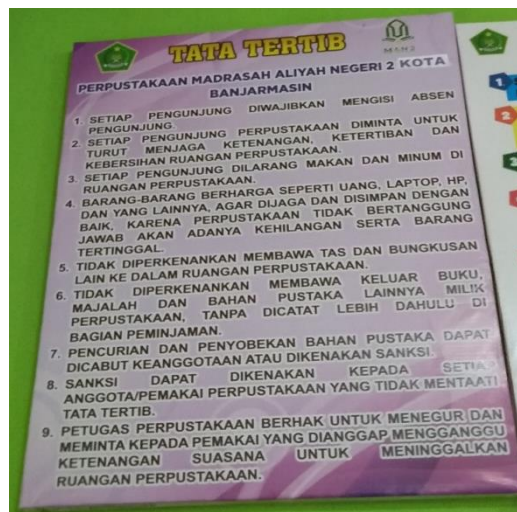 TATA TERTIB
MAN 2
PERPUSTAKAAN MADRASAH ALIYAH NEGERI 2 KOTA
BANJARMASIN
1. SETIAP PENGUNJUNG DIWAJIBKAN MENGISI ABSEN
PENGUNJUNG
2. SETIAP PENGUNJUNG PERPUSTAKAAN DIMINTA UNTUK
TURUT MENJAGA KETENANGAN, KETERTIBAN DAN
KEBERSIHAN RUANGAN PERPUSTAKAAN.
3. SETIAP PENGUNJUNG DILARANG MAKAN DAN MINUM DI
RUANGAN PERPUSTAKAAN.
4. BARANG-BARANG BERHARGA SEPERTI UANG, LAPTOP, HP,
DAN YANG LAINNYA, AGAR DIJAGA DAN DISIMPAN DENGAN
BAIK, KARENA PERPUSTAKAAN TIDAK BERTANGGUNG
JAWAB AKAN ADANYA KEHILANGAN SERTA BARANG
TERTINGGAL.
5. TIDAK DIPERKENANKAN MEMBAWA TAS DAN BUNGKUSAN
LAIN KE DALAM RUANGAN PERPUSTAKAAN.
6. TIDAK DIPERKENANKAN MEMBAWA KELUAR BUKU,
MAJALAH DAN BAHAN PUSTAKA LAINNYA MILIK
PERPUSTAKAAN, TANPA DICATAT LEBIH DAHULU DI
BAGIAN PEMINJAMAN.
7. PENCURIAN DAN PENYOBEKAN BAHAN PUSTAKA DAPAT
DICABUT KEANGGOTAAN ATAU DIKENAKAN SANKSI.
8. SANKSI DAPAT DIKENAKAN KEPADA SETIAP
ANGGOTA/PEMAKAI PERPUSTAKAAN YANG TIDAK MENTAATI
TATA TERTIB.
9. PETUGAS PERPUSTAKAAN BERHAK UNTUK MENEGUR DAN
MEMINTA KEPADA PEMAKAI YANG DIANGGAP MENGGANGGU
KETENANGAN SUASANA UNTUK MENINGGALKAN
RUANGAN PERPUSTAKAAN.
1
2
3